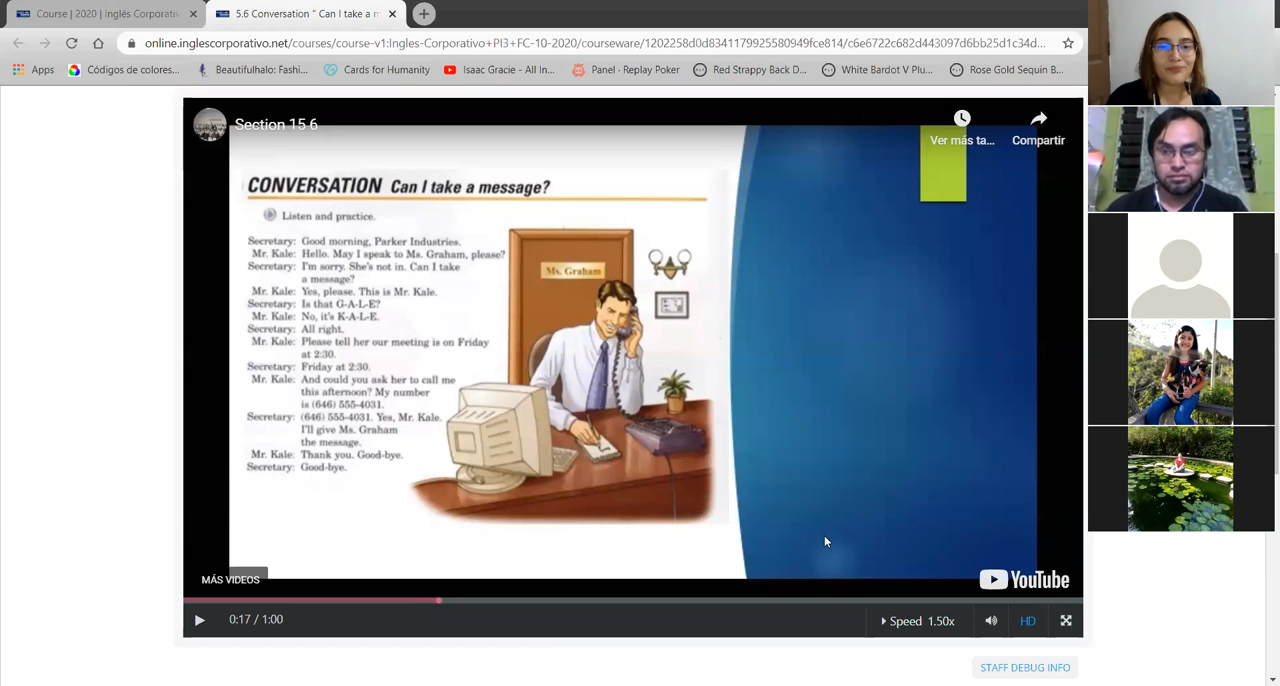 Course | 2020 | Inglés Corporativ
5.6 Conversation " Can I take a m
online.inglescorporativo.net/courses/course-v1:Ingles-Corporativo+PI3+FC-10-2020/courseware/1202258d0d8341179925580949fce814/c6e6722c682d443097d6bb25d1c34d...
Apps
Códigos de colores...
Beautifulhalo: Fashi...
Cards for Humanity
Isaac Gracie - All In...
Panel · Replay Poker
Red Strappy Back D...
White Bardot V Plu...
Rose Gold Sequin B...
Section 15 6
Ver más ta...
Compartir
CONVERSATION Can I take a message?
Listen and practice.
Secretary: Good morning, Parker Industries.
Mr. Kale: Hello. May I speak to Ms. Graham, please?
Secretary: I'm sorry. She's not in. Can I take
a message?
Mr. Kale: Yes, please. This is Mr. Kale.
Secretary: Is that G-A-L-E?
Mr. Kale: No, it's K-A-L-E.
Secretary: All right.
Mr. Kale: Please tell her our meeting is on Friday
at 2:30.
Secretary: Friday at 2:30.
Mr. Kale: And could you ask her to call me
this afternoon? My number
is (646) 555-4031.
Secretary: (646) 555-4031. Yes, Mr. Kale.
I'll give Ms. Graham
the message.
Mr. Kale: Thank you. Good-bye.
Secretary: Good-bye.
Ms. Graham
MÁS VIDEOS
YouTube
0:17 / 1:00
Speed 1.50x
HD
STAFF DEBUG INFO